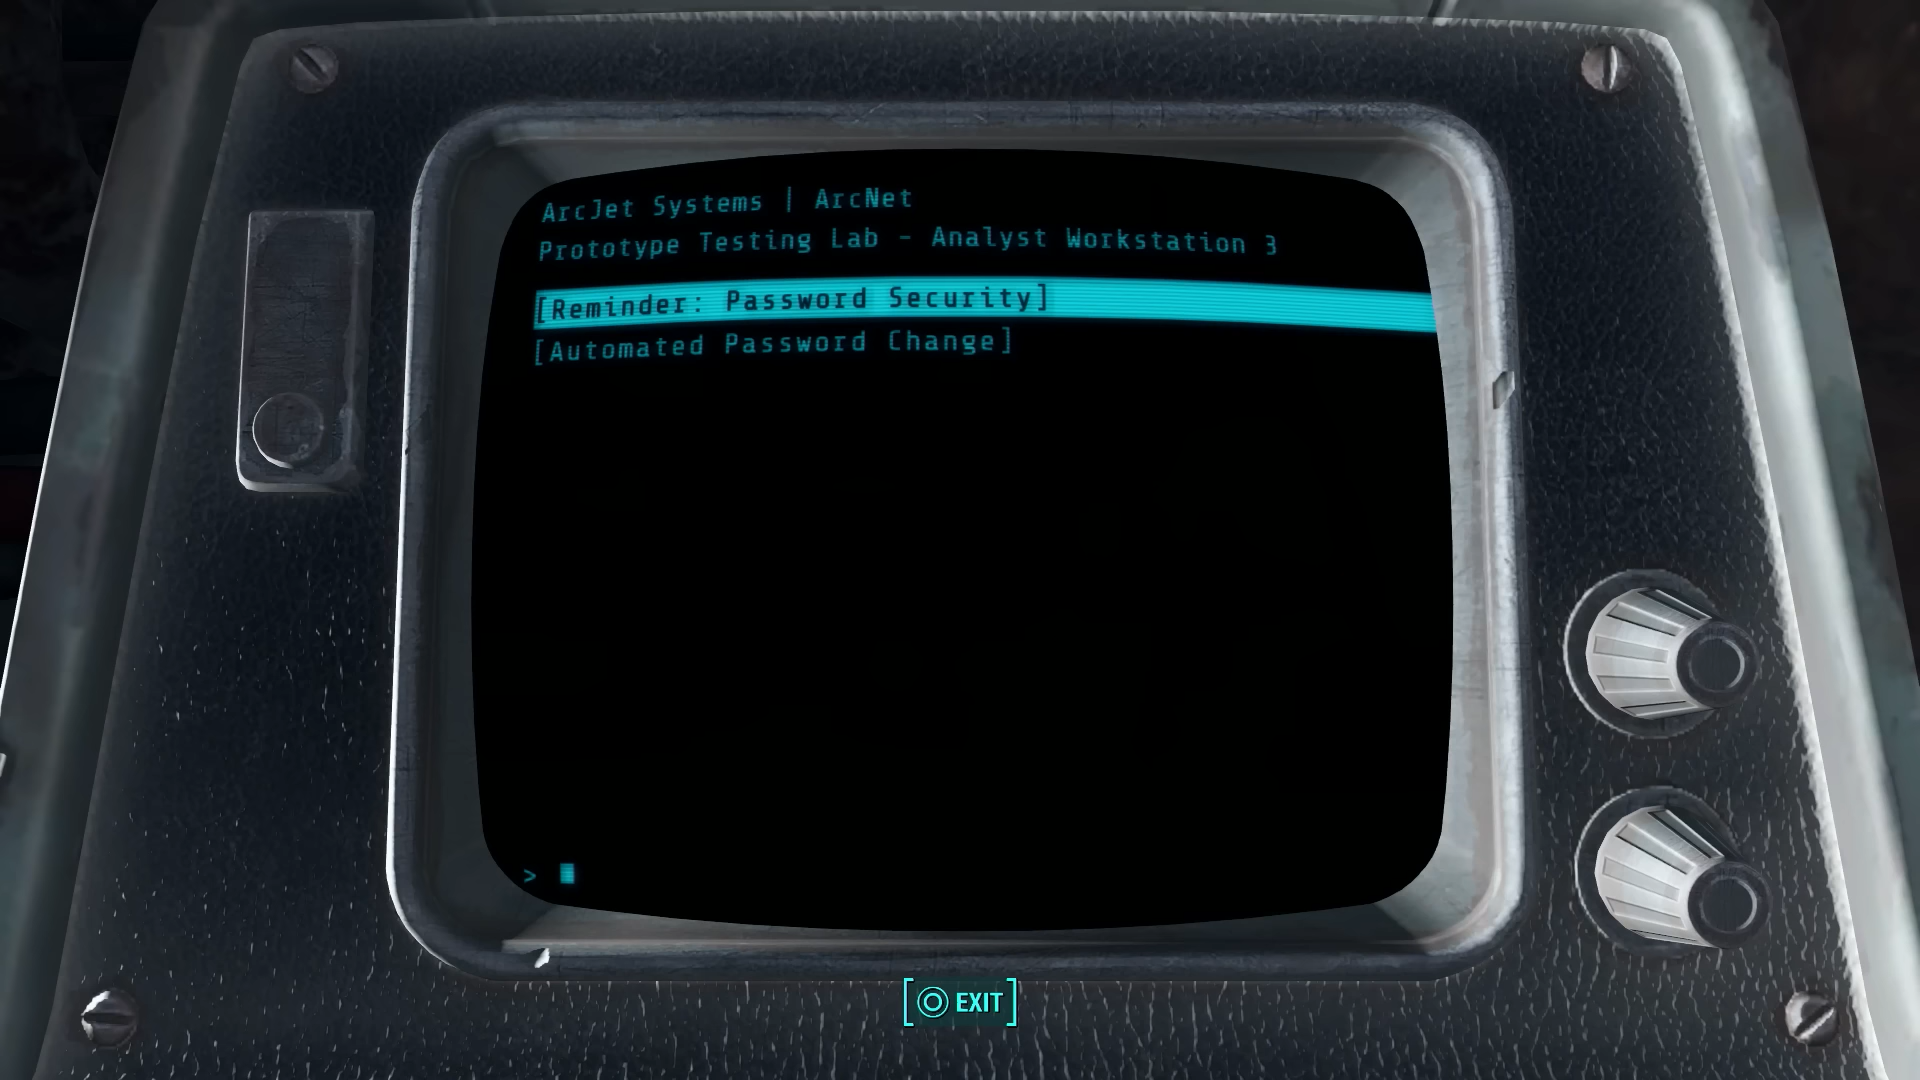 ArcJet Systems | ArcNet
Prototype Testing Lab - Analyst Workstation 3
[Reminder: Password Security]
[Automated Password Change]
>
[ EXIT]